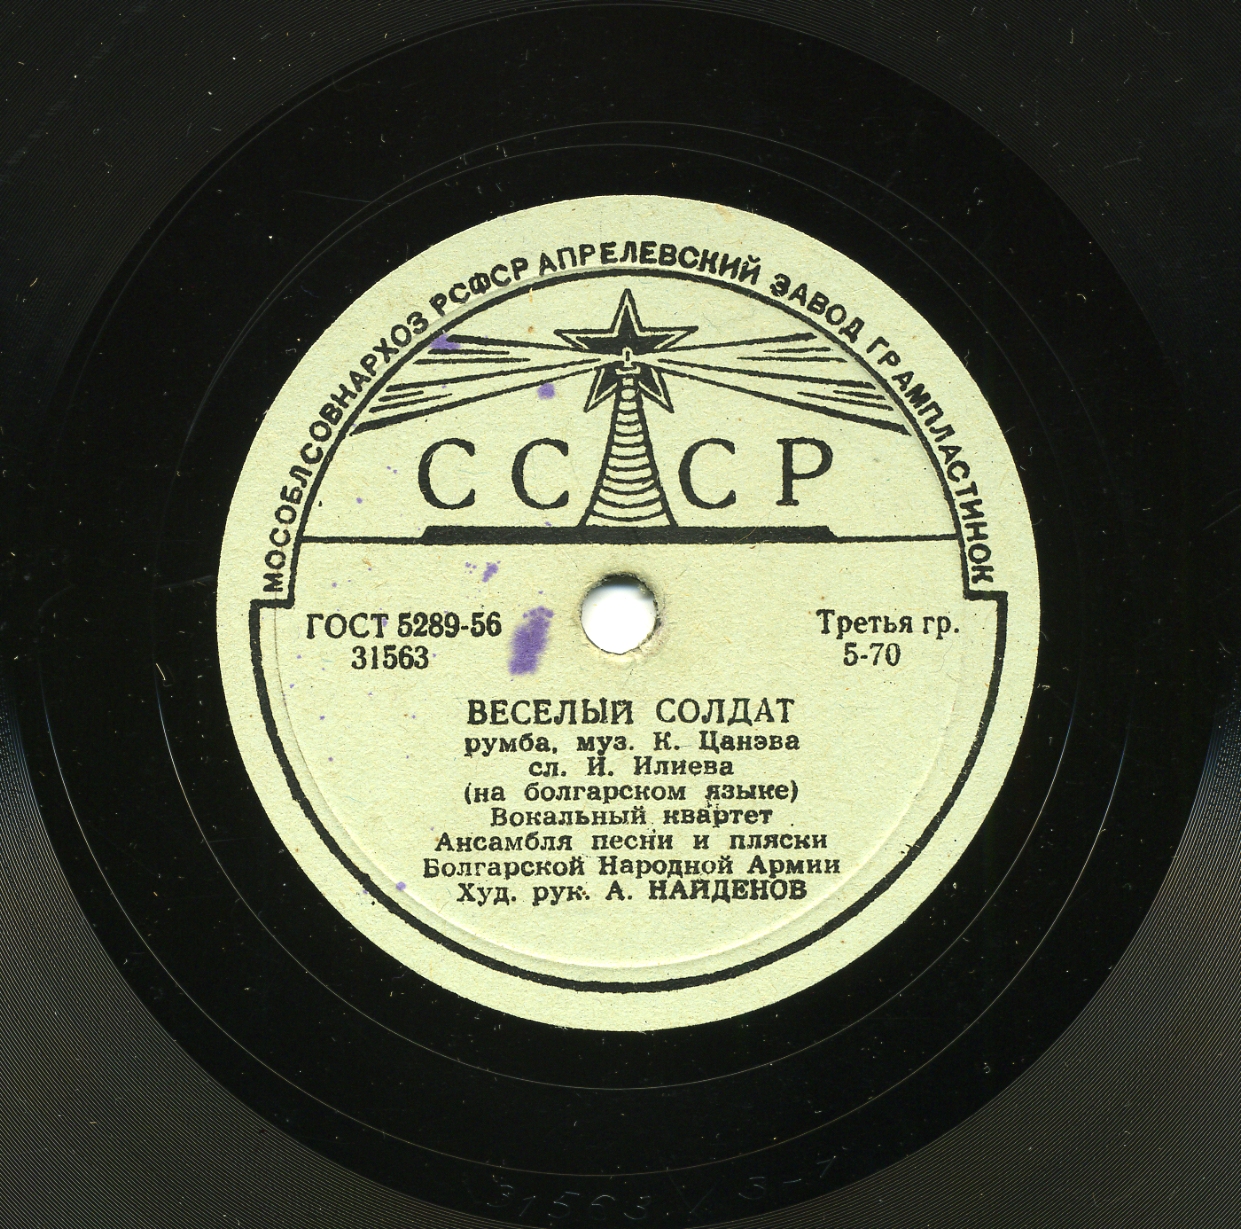 МОСОБЛСОВНАРХОЗ РСФСР АПРЕЛЕВСКИЙ ЗАВОД ГРАМПЛАСТИНОК
СССР
ГОСТ 5289-56
31563
Третья гр.
5-70
ВЕСЕЛЫЙ СОЛДАТ
румба, муз. К. Цанэва
сл. И. Илиева
(на болгарском языке)
Вокальный квартет
Ансамбля песни и пляски
Болгарской Народной Армии
Худ. рук. А. НАЙДЕНОВ
31563